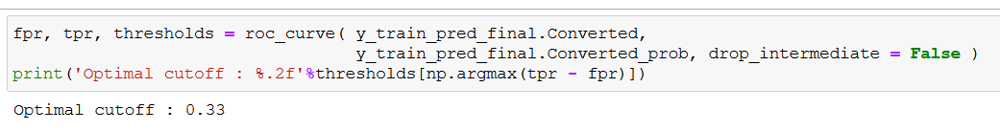 fpr, tpr, thresholds = roc_curve( y_train_pred_final.Converted,
y_train_pred_final.Converted_prob, drop_intermediate = False )
print('Optimal cutoff : %.2f'%thresholds[np.argmax(tpr - fpr)])
Optimal cutoff : 0.33